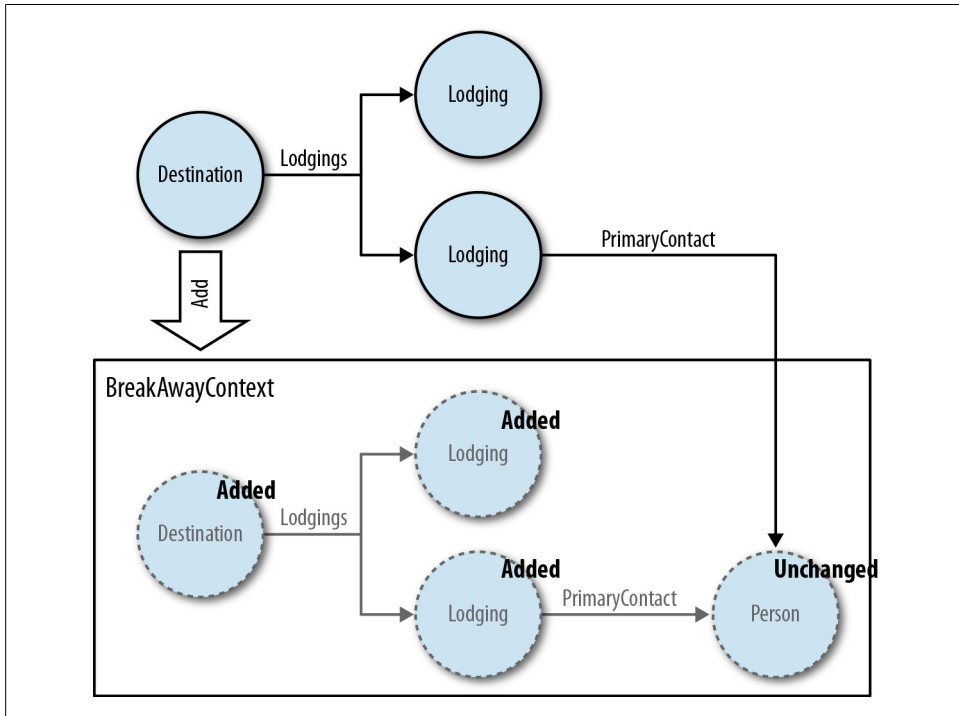 Lodging
Lodgings
Destination
Lodging
PrimaryContact
Add
BreakAwayContext
Added
Lodging
Added
Lodgings
Destination
Added
Unchanged
PrimaryContact
Lodging
Person